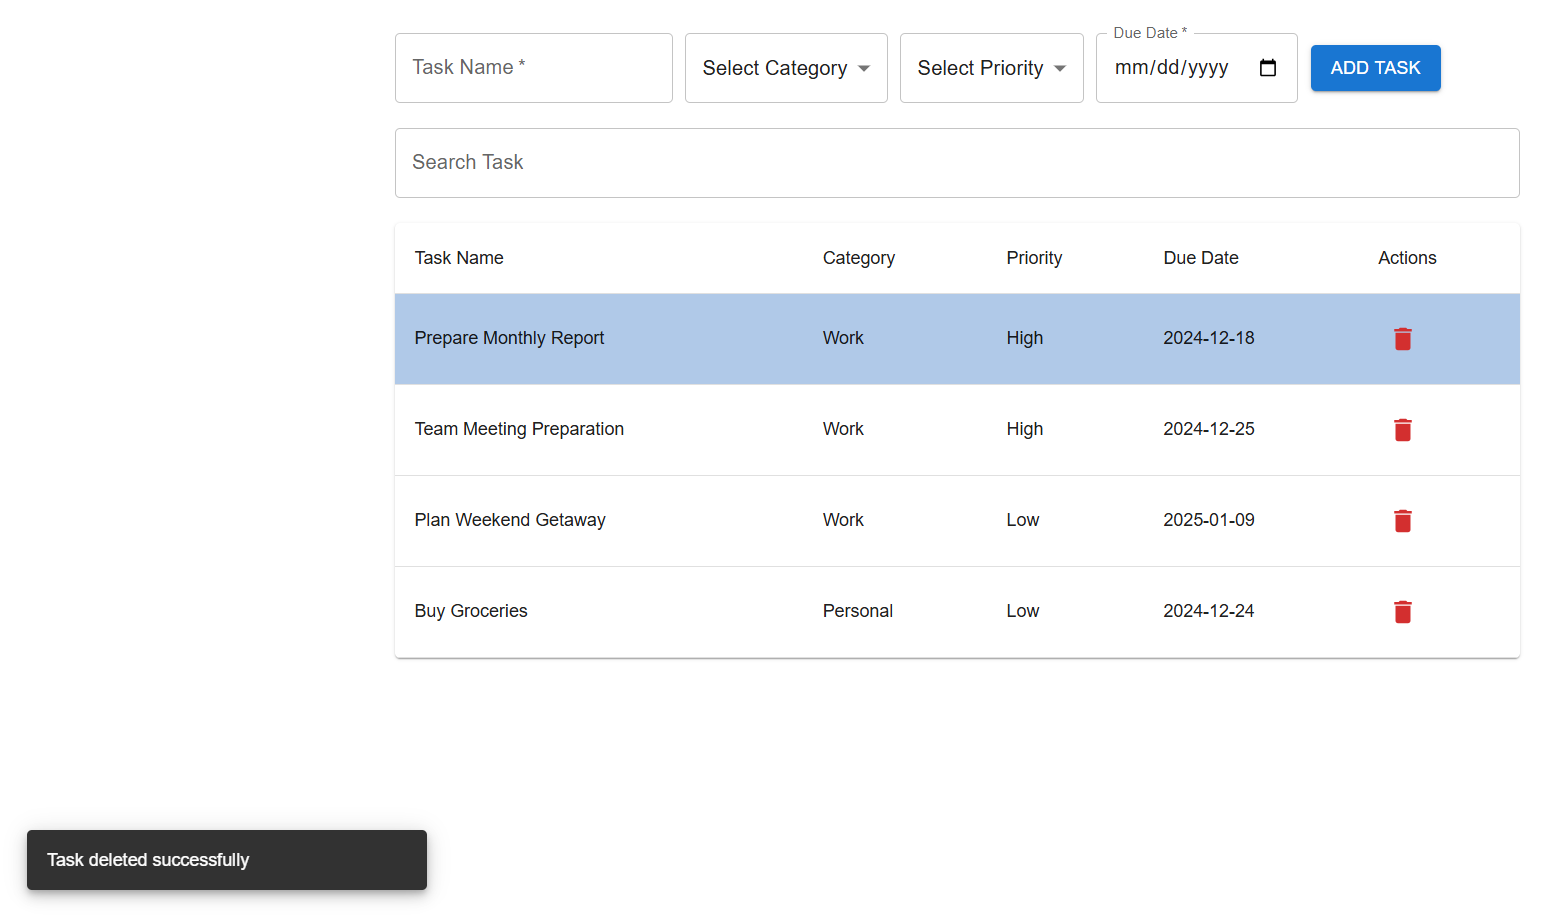 Due Date *
Task Name * Select Category Select Priority mm/dd/yyyy ADD TASK
Search Task
Task Name Category Priority Due Date Actions
Prepare Monthly Report Work High 2024-12-18
Team Meeting Preparation Work High 2024-12-25
Plan Weekend Getaway Work Low 2025-01-09
Buy Groceries Personal Low 2024-12-24
Task deleted successfully